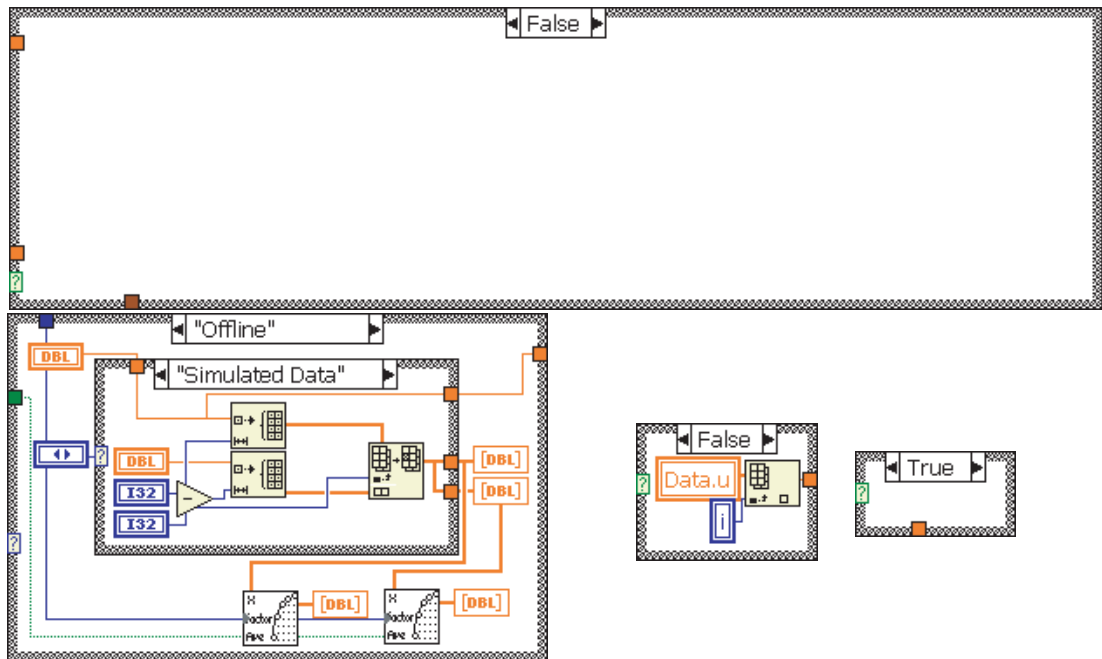 False
?
"Offline"
DBL
"Simulated Data"
?
DBL
I32
I32
[DBL]
[DBL]
?
X
Factor
Ave
[DBL]
X
Factor
Ave
[DBL]
False
?
Data.u
i
True
?